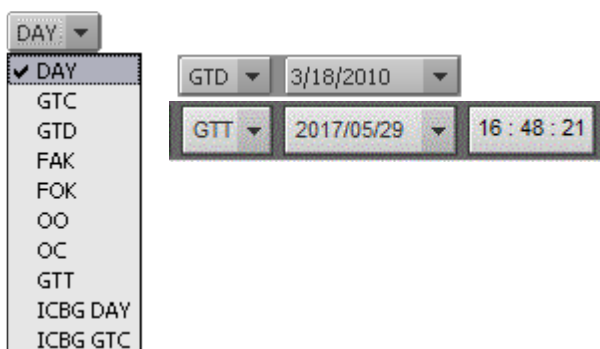 DAY
DAY
GTC
GTD
FAK
FOK
OO
OC
GTT
ICBG DAY
ICBG GTC
GTD 3/18/2010
GTT 2017/05/29 16 : 48 : 21